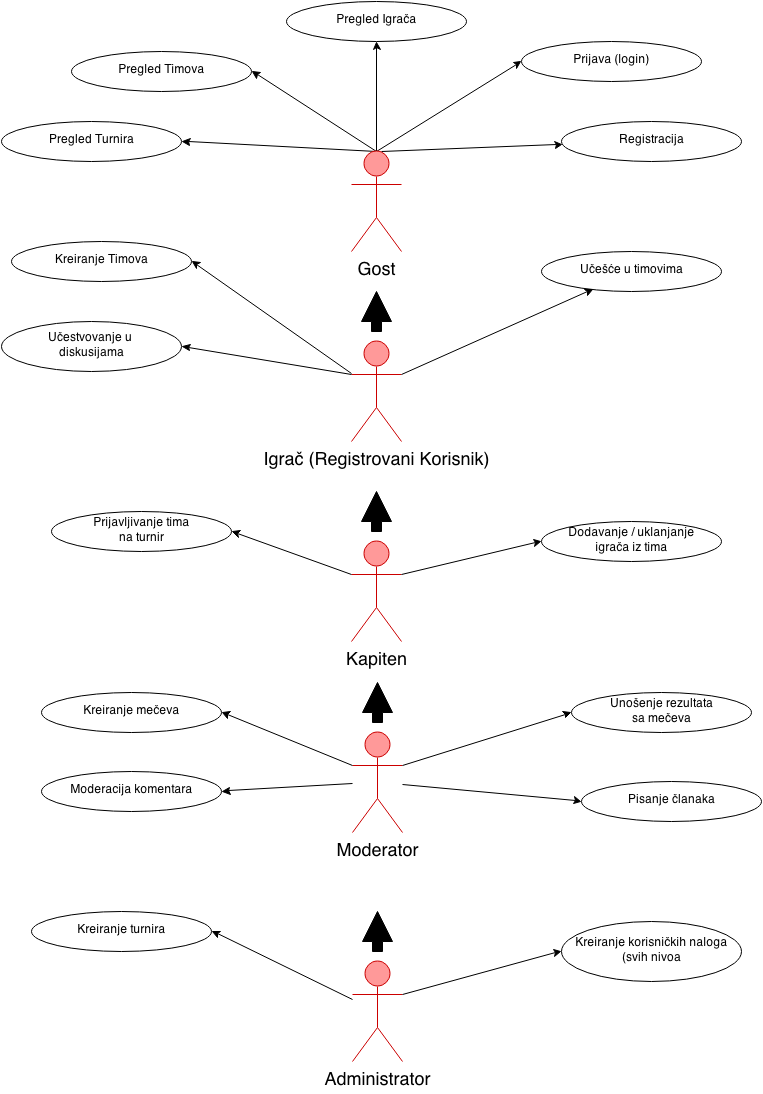 Pregled Igrača
Pregled Timova
Prijava (login)
Pregled Turnira
Registracija
Gost
Kreiranje Timova
Učešće u timovima
Učestvovanje u
diskusijama
Igrač (Registrovani Korisnik)
Prijavljivanje tima
na turnir
Dodavanje / uklanjanje
igrača iz tima
Kapiten
Kreiranje mečeva
Unošenje rezultata
sa mečeva
Moderacija komentara
Pisanje članaka
Moderator
Kreiranje turnira
Kreiranje korisničkih naloga
(svih nivoa
Administrator